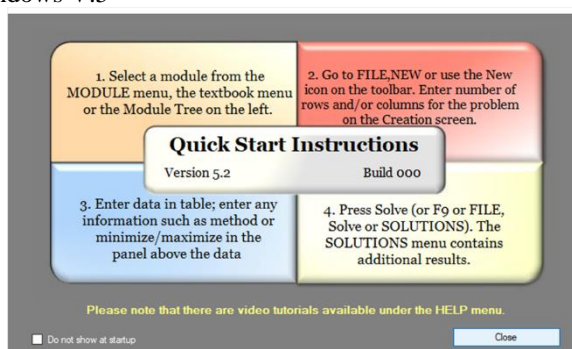 1. Select a module from the
MODULE menu, the textbook menu
or the Module Tree on the left.
2. Go to FILE,NEW or use the New
icon on the toolbar. Enter number of
rows and/or columns for the problem
on the Creation screen.
Quick Start Instructions
Version 5.2 Build 000
3. Enter data in table; enter any
information such as method or
minimize/maximize in the
panel above the data
4. Press Solve (or F9 or FILE,
Solve or SOLUTIONS). The
SOLUTIONS menu contains
additional results.
Please note that there are video tutorials available under the HELP menu.
Do not show at startup
Close